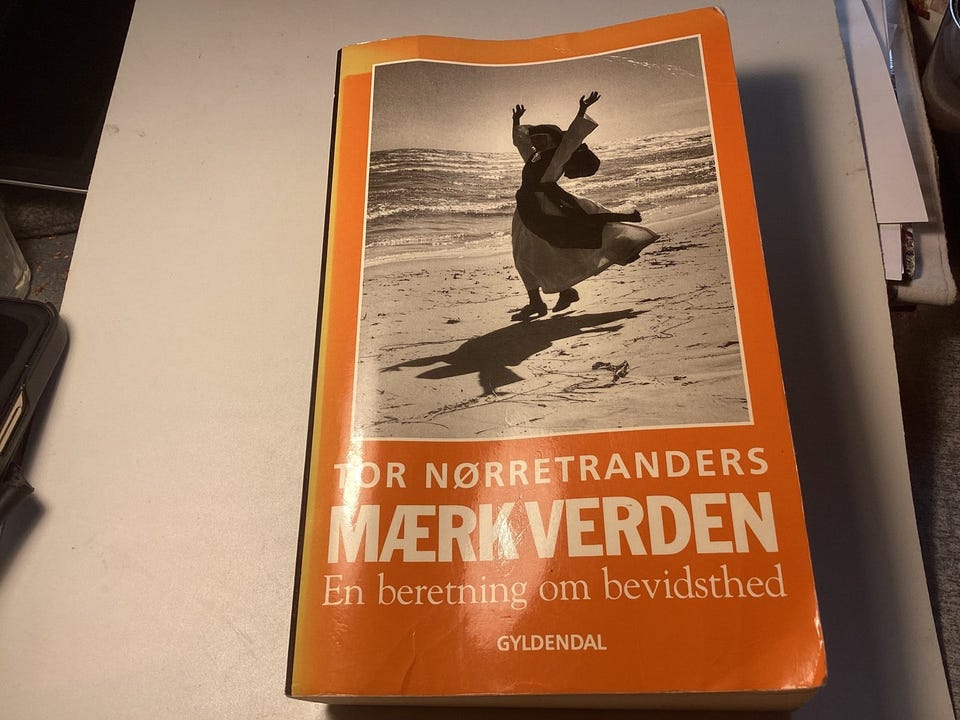 TOR NØRRETRANDERS
MÆRK VERDEN
En beretning om bevidsthed
GYLDENDAL